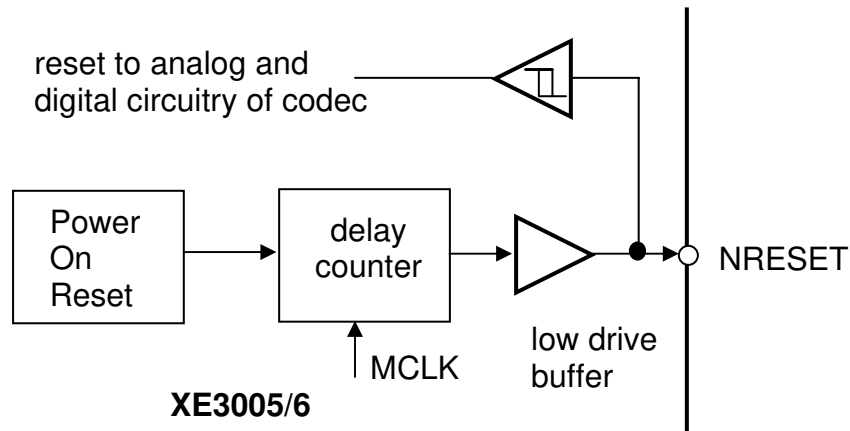 reset to analog and
digital circuitry of codec
Power
On
Reset
delay
counter
NRESET
low drive
buffer
MCLK
XE3005/6